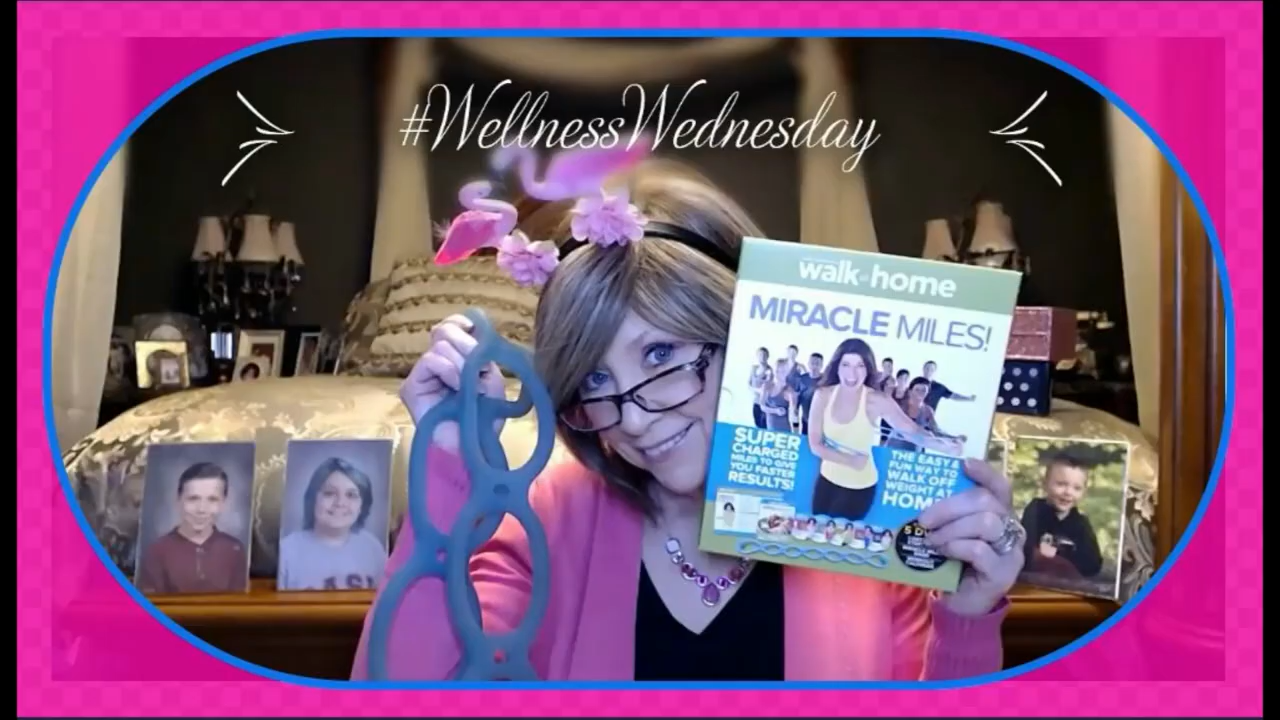 #WellnessWednesday
walk at home
MIRACLE MILES!
SUPER
CHARGED
MILES TO GIVE
YOU FASTER
RESULTS!
THE EASY &
FUN WAY TO
WALK OFF
WEIGHT AT
HOME
5 D